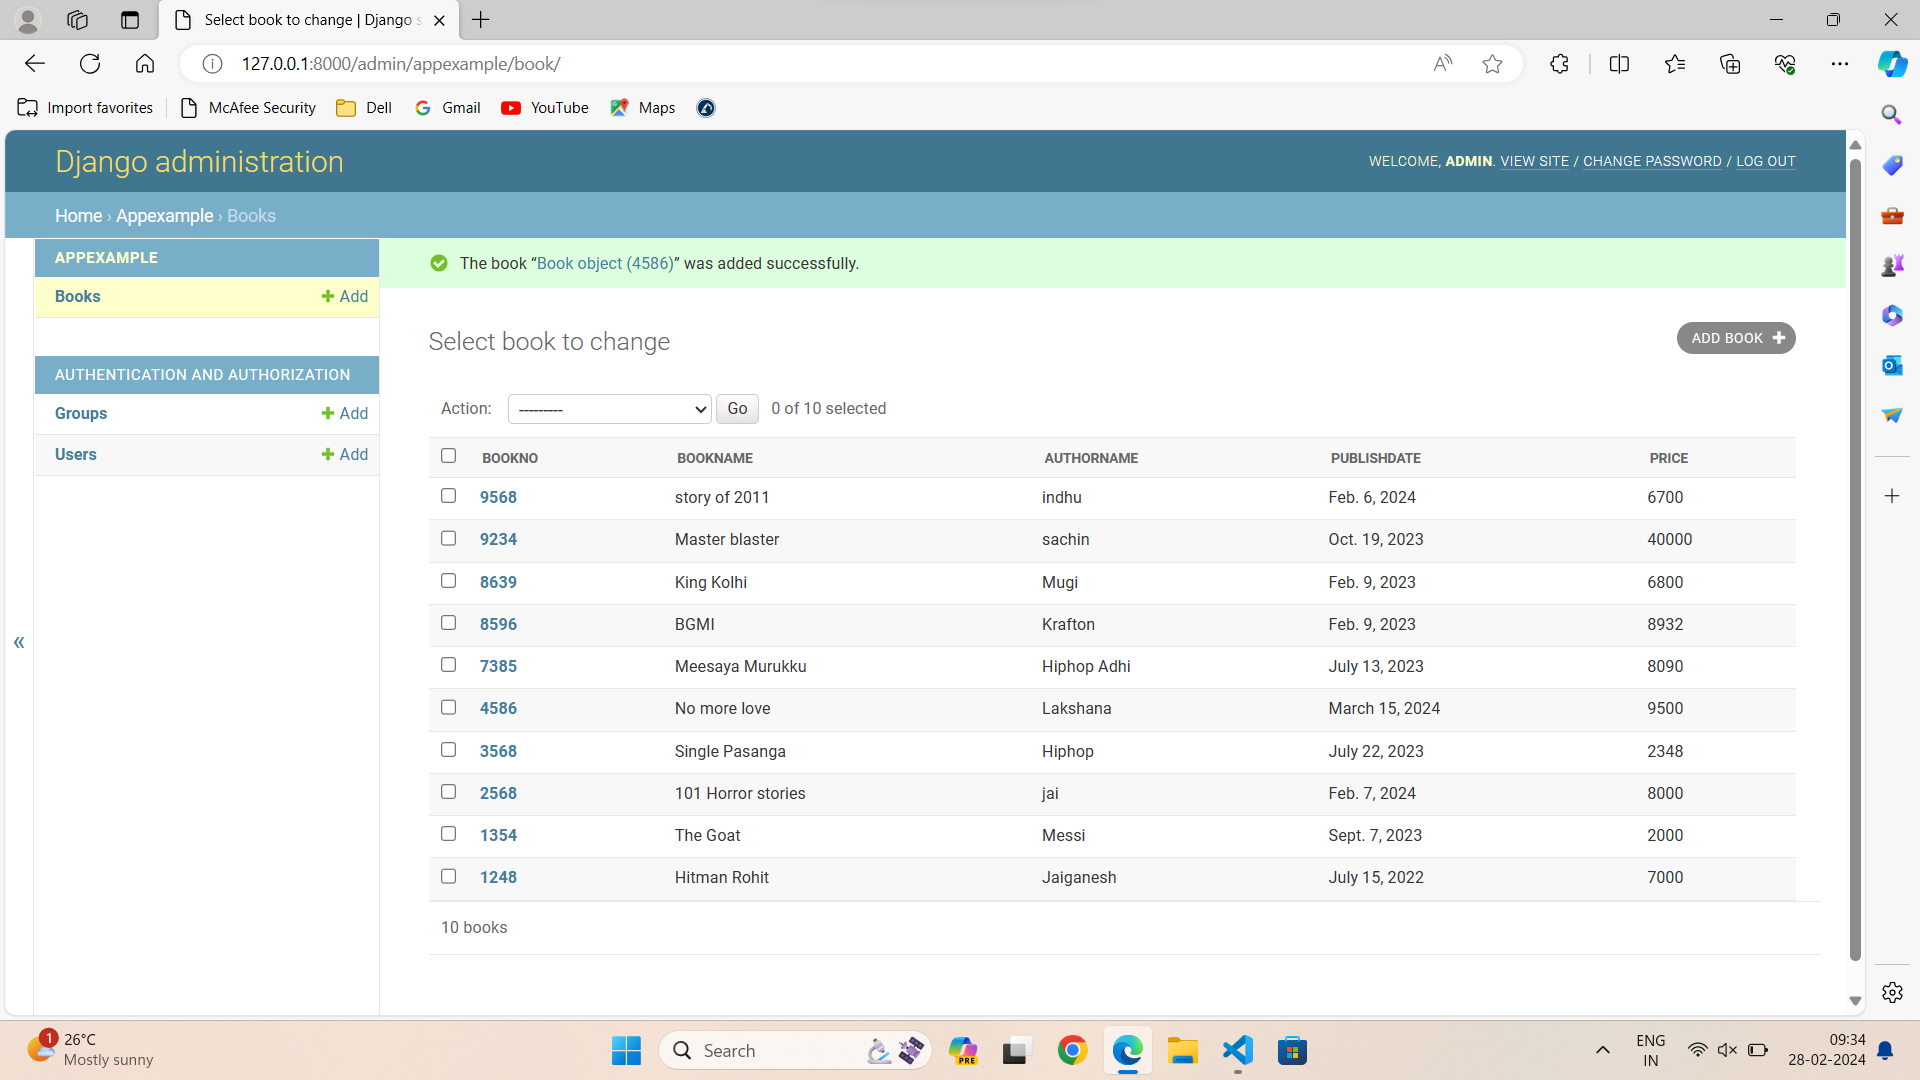 Select book to change | Django s
127.0.0.1:8000/admin/appexample/book/
Import favorites
McAfee Security
Dell
Gmail
YouTube
Maps
Django administration
WELCOME, ADMIN. VIEW SITE / CHANGE PASSWORD / LOG OUT
Home › Appexample › Books
APPEXAMPLE
Books
+ Add
AUTHENTICATION AND AUTHORIZATION
Groups
+ Add
Users
+ Add
«
The book “Book object (4586)” was added successfully.
Select book to change
ADD BOOK +
Action: --------- Go 0 of 10 selected
BOOKNO BOOKNAME AUTHORNAME PUBLISHDATE PRICE
9568 story of 2011 indhu Feb. 6, 2024 6700
9234 Master blaster sachin Oct. 19, 2023 40000
8639 King Kolhi Mugi Feb. 9, 2023 6800
8596 BGMI Krafton Feb. 9, 2023 8932
7385 Meesaya Murukku Hiphop Adhi July 13, 2023 8090
4586 No more love Lakshana March 15, 2024 9500
3568 Single Pasanga Hiphop July 22, 2023 2348
2568 101 Horror stories jai Feb. 7, 2024 8000
1354 The Goat Messi Sept. 7, 2023 2000
1248 Hitman Rohit Jaiganesh July 15, 2022 7000
10 books
1
26°C
Mostly sunny
Search
PRE
ENG
IN
09:34
28-02-2024